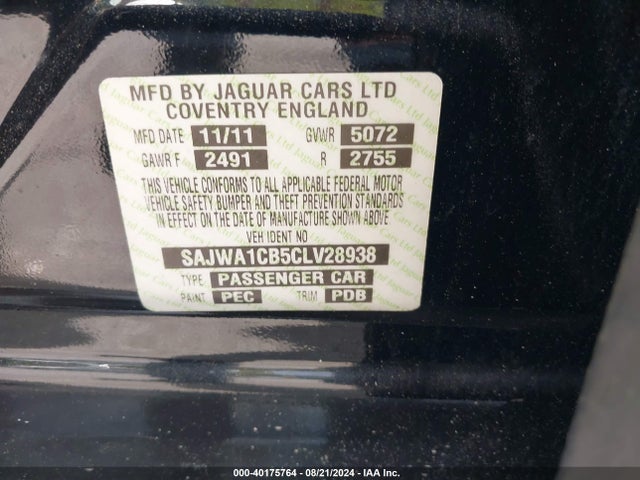 MFD BY JAGUAR CARS LTD
COVENTRY ENGLAND
MFD DATE 11/11 GVWR 5072
GAWR F 2491 R 2755
THIS VEHICLE CONFORMS TO ALL APPLICABLE FEDERAL MOTOR
VEHICLE SAFETY BUMPER AND THEFT PREVENTION STANDARDS
IN EFFECT ON THE DATE OF MANUFACTURE SHOWN ABOVE
VEH IDENT NO
SAJWA1CB5CLV28938
TYPE PASSENGER CAR
PAINT PEC TRIM PDB
000-40175764 - 08/21/2024 - IAA Inc.